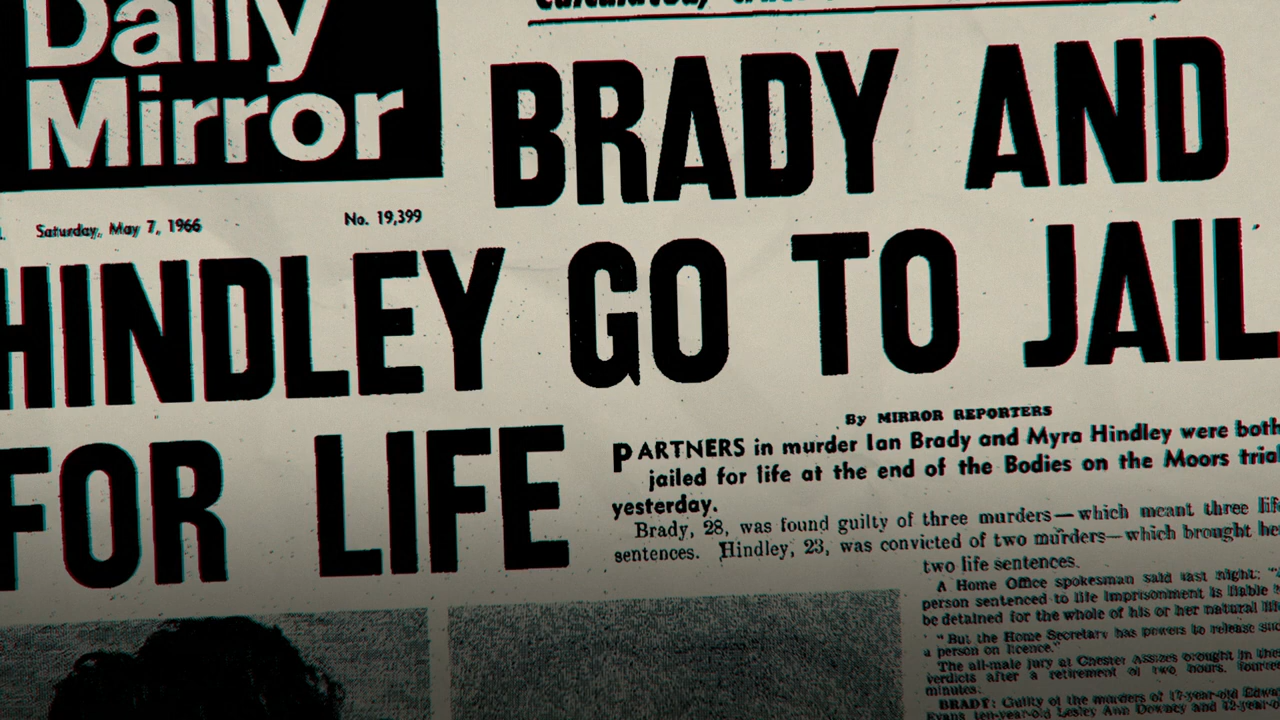 Daily
Mirror
Saturday, May 7, 1966
No. 19,399
BRADY AND
HINDLEY GO TO JAIL
FOR LIFE
By MIRROR REPORTERS
PARTNERS in murder Ian Brady and Myra Hindley were both
jailed for life at the end of the Bodies on the Moors trial
yesterday.
Brady, 28, was found guilty of three murders—which meant three life
sentences. Hindley, 23, was convicted of two murders—which brought her
two life sentences.
A Home Office spokesman said last night: "A
person sentenced to life imprisonment is liable
be detained for the whole of his or her natural life
"But the Home Secretary has powers to release such
a person on licence."
The all-male jury at Chester Assizes brought in
verdicts after a retirement of two hours,
minutes.
BRADY: Guilty of the murders of 17-year-old
Evans, ten-year-old Lesley Ann Downey and 12-year-old